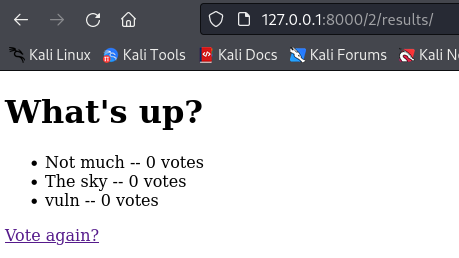 127.0.0.1:8000/2/results/
Kali Linux Kali Tools Kali Docs Kali Forums Kali
What's up?
Not much -- 0 votes
The sky -- 0 votes
vuln -- 0 votes
Vote again?